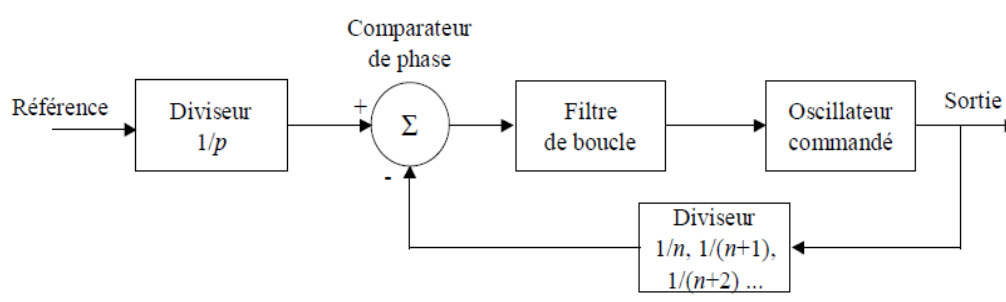 Comparateur
de phase
Référence
Diviseur
1/p
+
Σ
-
Filtre
de boucle
Oscillateur
commandé
Sortie
Diviseur
1/n, 1/(n+1),
1/(n+2) ...